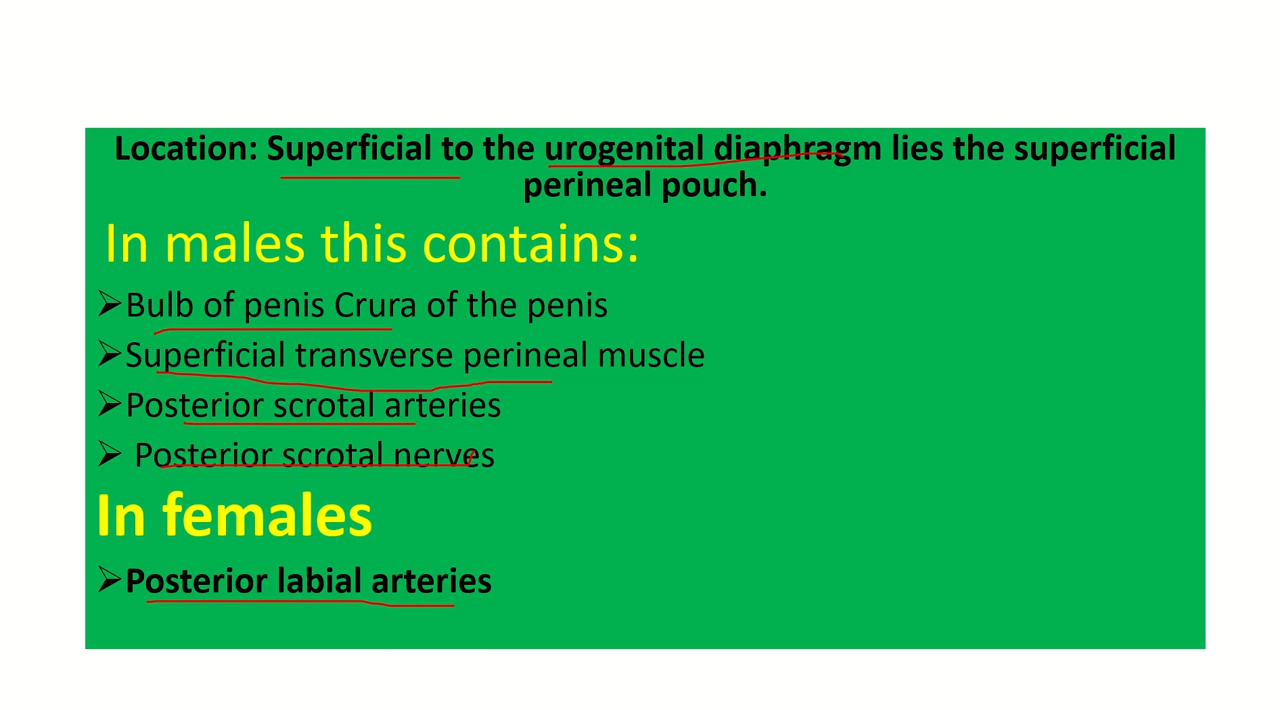 Location: Superficial to the urogenital diaphragm lies the superficial
perineal pouch.
In males this contains:
➢Bulb of penis Crura of the penis
➢Superficial transverse perineal muscle
➢Posterior scrotal arteries
➢ Posterior scrotal nerves
In females
➢Posterior labial arteries